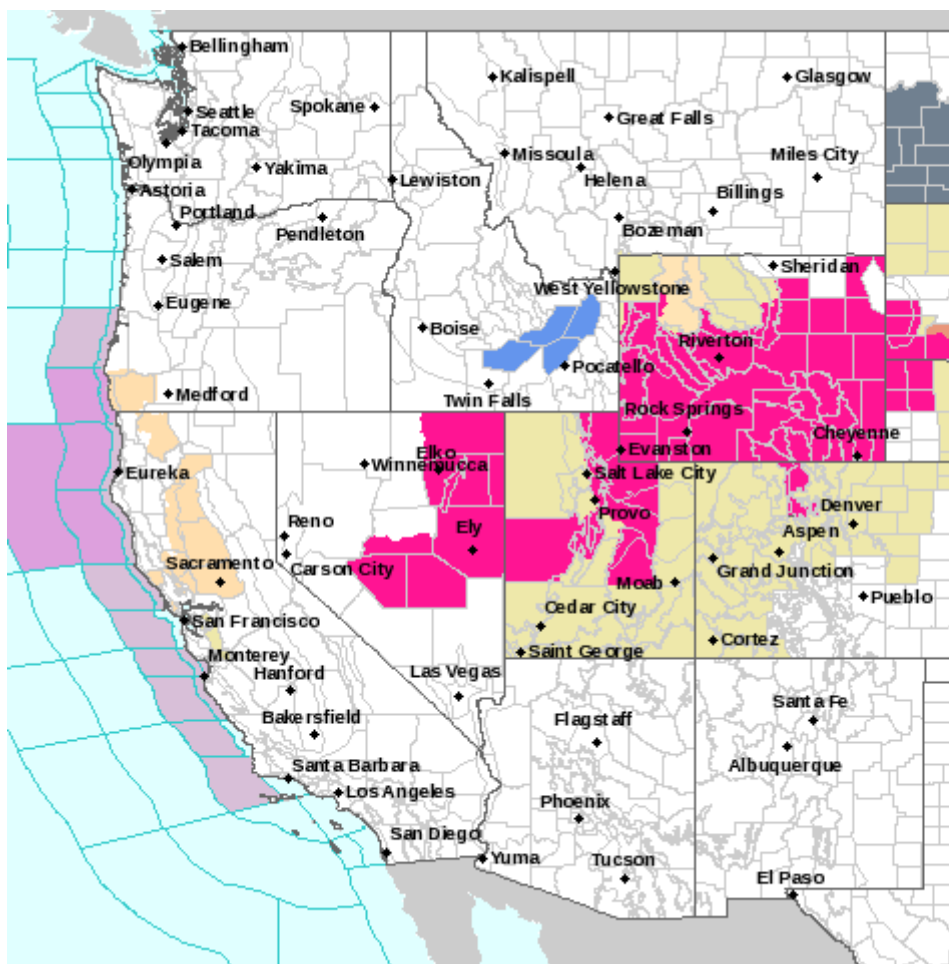 Bellingham
Kalispell
Glasgow
Seattle
Spokane
Great Falls
Tacoma
Olympia
Missoula
Miles City
Yakima
Helena
Lewiston
Astoria
Billings
Portland
Pendleton
Bozeman
Salem
Sheridan
West Yellowstone
Eugene
Boise
Riverton
Pocatello
Medford
Twin Falls
Rock Springs
Cheyenne
Elko
Evanston
Winnemucca
Eureka
Salt Lake City
Provo
Denver
Reno
Ely
Aspen
Sacramento
Carson City
Grand Junction
Moab
Pueblo
Cedar City
San Francisco
Cortez
Saint George
Monterey
Hanford
Las Vegas
Santa Fe
Bakersfield
Flagstaff
Albuquerque
Santa Barbara
Los Angeles
Phoenix
San Diego
Yuma
Tucson
El Paso